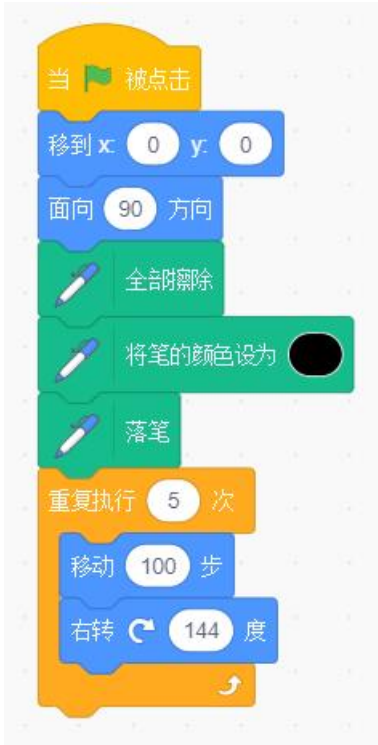 当 被点击
移到 x: 0 y: 0
面向 90 方向
全部擦除
将笔的颜色设为
落笔
重复执行 5 次
移动 100 步
右转 144 度